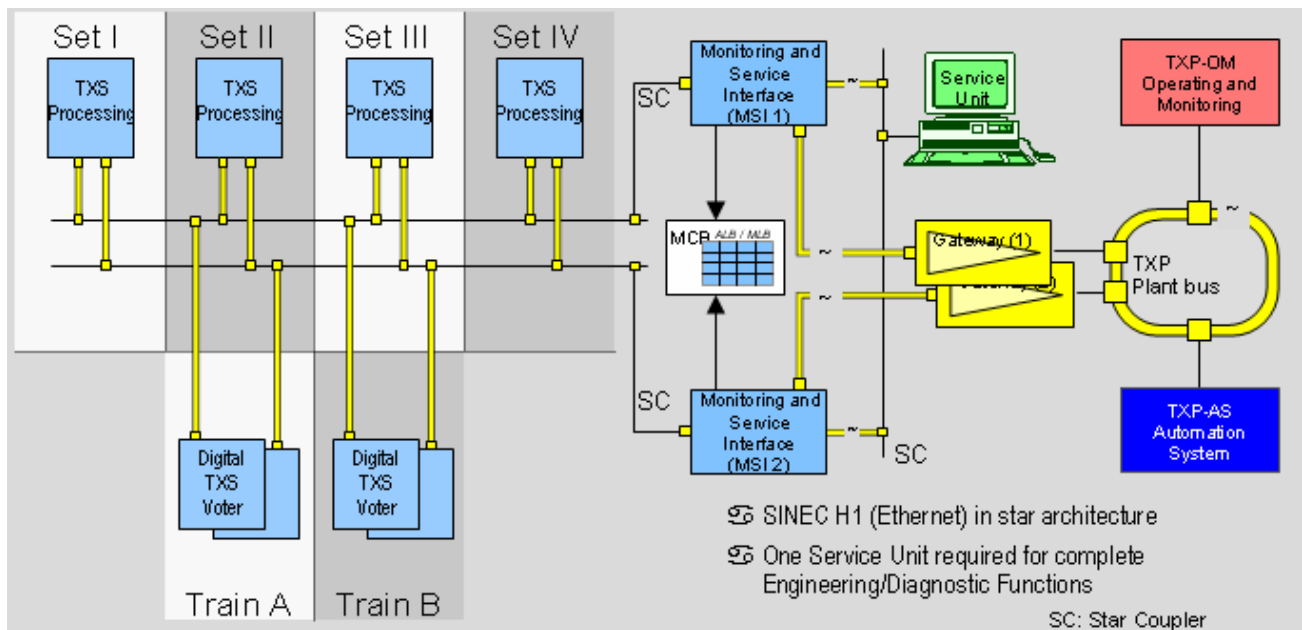 Set I
Set II
Set III
Set IV
TXS
Processing
TXS
Processing
TXS
Processing
TXS
Processing
SC
Monitoring and
Service
Interface
(MSI 1)
Service
Unit
TXP-OM
Operating and
Monitoring
MCR
ALB / MLB
Gateway (1)
TXP
Plant bus
SC
Monitoring and
Service
Interface
(MSI 2)
SC
TXP-AS
Automation
System
Digital
TXS
Voter
Digital
TXS
Voter
Train A
Train B
♋ SINEC H1 (Ethernet) in star architecture
♋ One Service Unit required for complete
Engineering/Diagnostic Functions
SC: Star Coupler